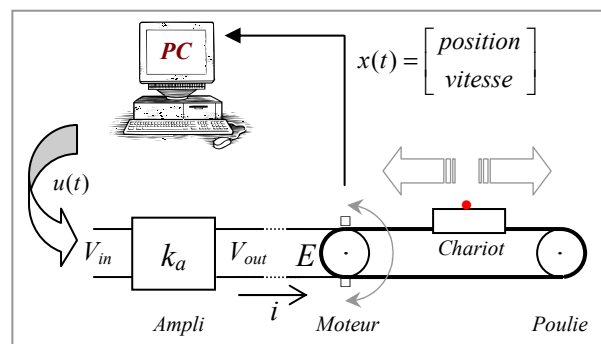 PC
x(t) = [ position
vitesse ]
u(t)
V_in
k_a
V_out
E
Chariot
i
Ampli
Moteur
Poulie